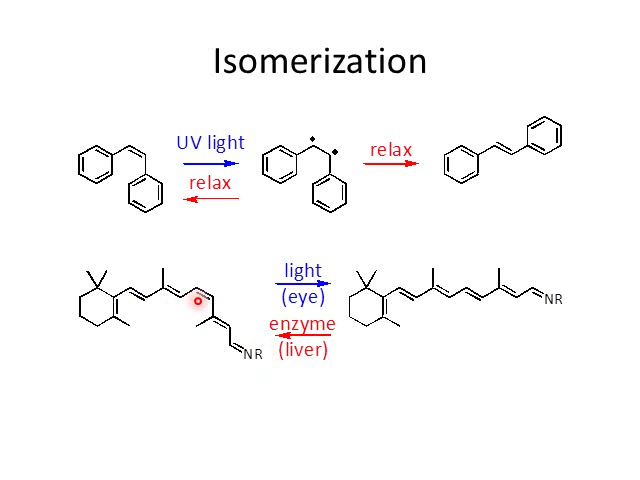 Isomerization
UV light
relax
relax
light
(eye)
enzyme
(liver)
NR
NR